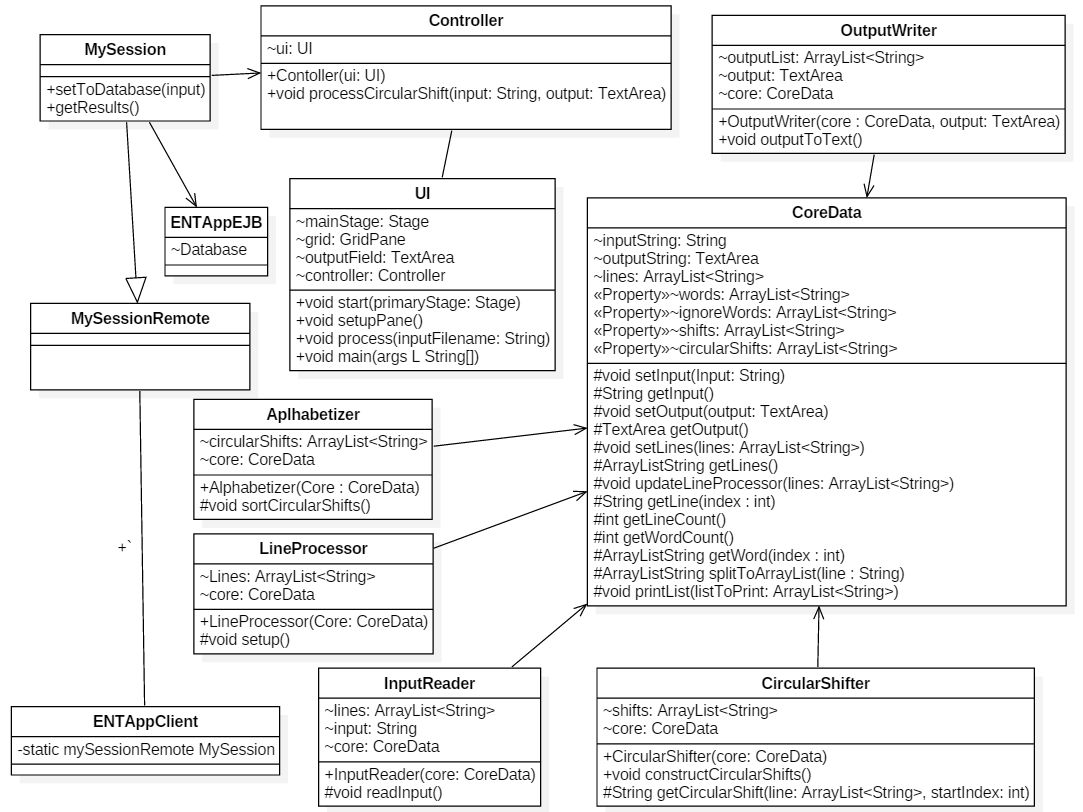 MySession
+setToDatabase(input)
+getResults()
Controller
~ui: UI
+Contoller(ui: UI)
+void processCircularShift(input: String, output: TextArea)
OutputWriter
~outputList: ArrayList<String>
~output: TextArea
~core: CoreData
+OutputWriter(core : CoreData, output: TextArea)
+void outputToText()
ENTAppEJB
~Database
UI
~mainStage: Stage
~grid: GridPane
~outputField: TextArea
~controller: Controller
+void start(primaryStage: Stage)
+void setupPane()
+void process(inputFilename: String)
+void main(args L String[])
CoreData
~inputString: String
~outputString: TextArea
~lines: ArrayList<String>
«Property»~words: ArrayList<String>
«Property»~ignoreWords: ArrayList<String>
«Property»~shifts: ArrayList<String>
«Property»~circularShifts: ArrayList<String>
#void setInput(Input: String)
#String getInput()
#void setOutput(output: TextArea)
#TextArea getOutput()
#void setLines(lines: ArrayList<String>)
#ArrayListString getLines()
#void updateLineProcessor(lines: ArrayList<String>)
#String getLine(index : int)
#int getLineCount()
#int getWordCount()
#ArrayListString getWord(index : int)
#ArrayListString splitToArrayList(line : String)
#void printList(listToPrint: ArrayList<String>)
MySessionRemote
Aplhabetizer
~circularShifts: ArrayList<String>
~core: CoreData
+Alphabetizer(Core : CoreData)
#void sortCircularShifts()
+`
LineProcessor
~Lines: ArrayList<String>
~core: CoreData
+LineProcessor(Core: CoreData)
#void setup()
ENTAppClient
-static mySessionRemote MySession
InputReader
~lines: ArrayList<String>
~input: String
~core: CoreData
+InputReader(core: CoreData)
#void readInput()
CircularShifter
~shifts: ArrayList<String>
~core: CoreData
+CircularShifter(core: CoreData)
+void constructCircularShifts()
#String getCircularShift(line: ArrayList<String>, startIndex: int)